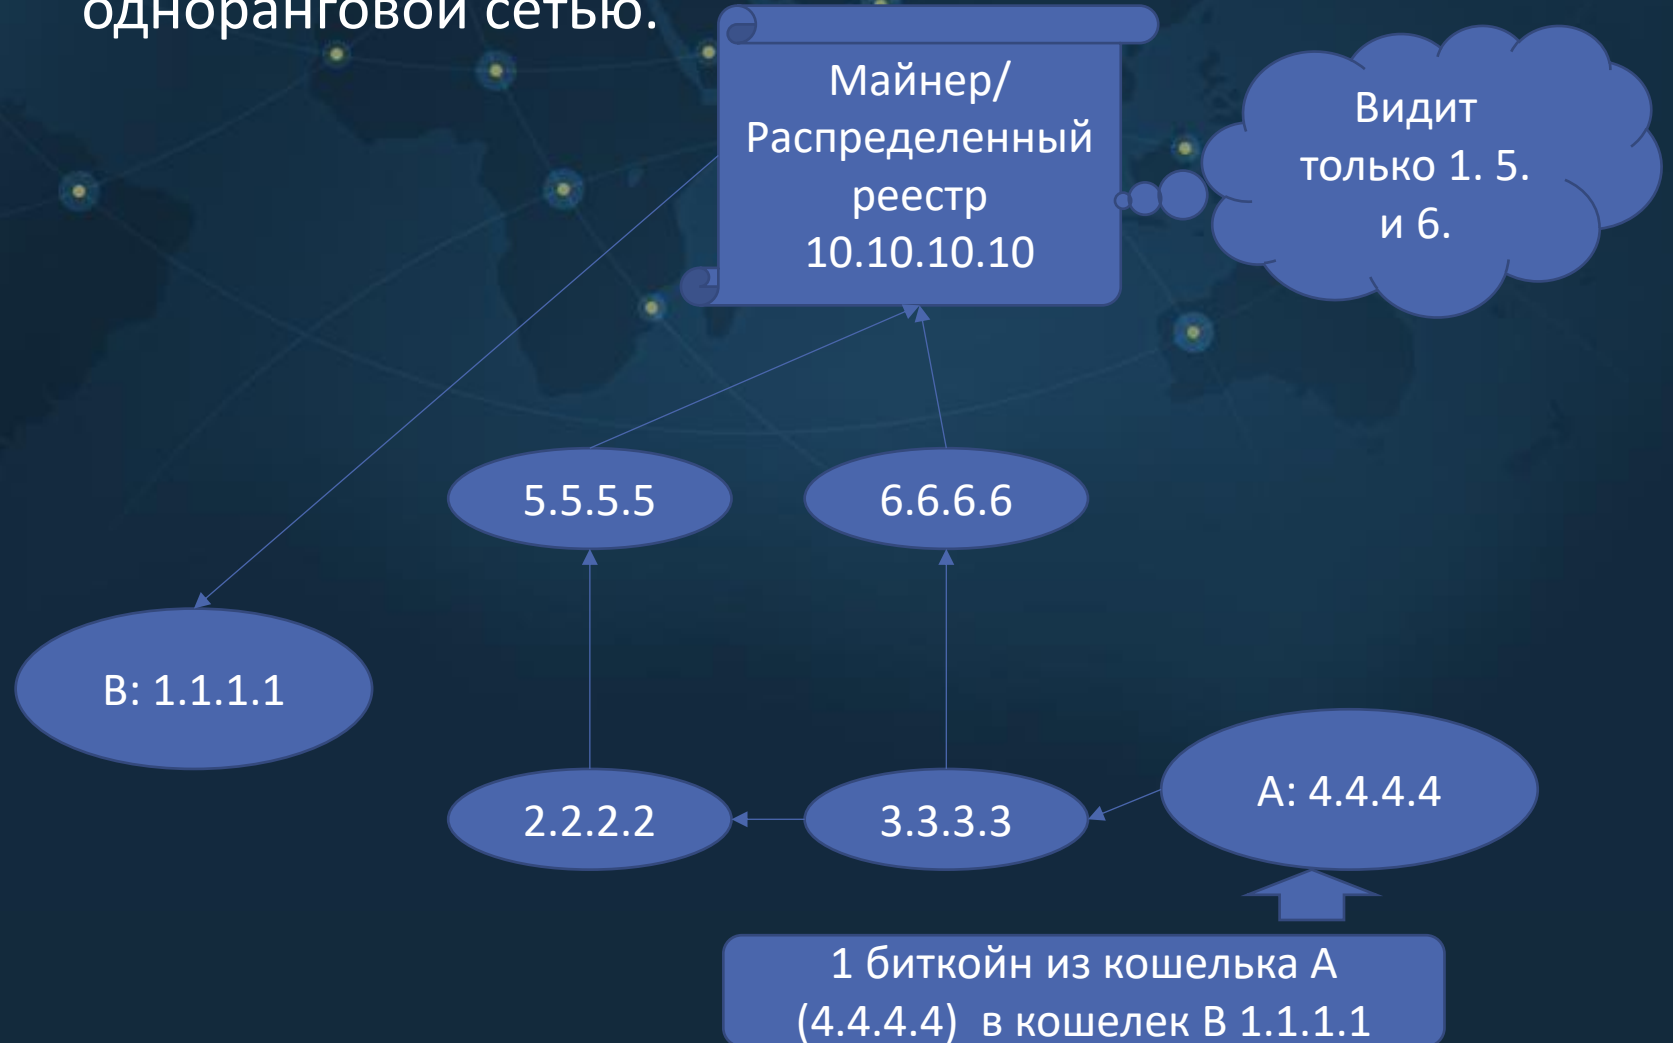 одноранговой сетью.
Майнер/
Распределенный
реестр
10.10.10.10
Видит
только 1. 5.
и 6.
5.5.5.5
6.6.6.6
В: 1.1.1.1
2.2.2.2
3.3.3.3
А: 4.4.4.4
1 биткойн из кошелька А
(4.4.4.4) в кошелек В 1.1.1.1